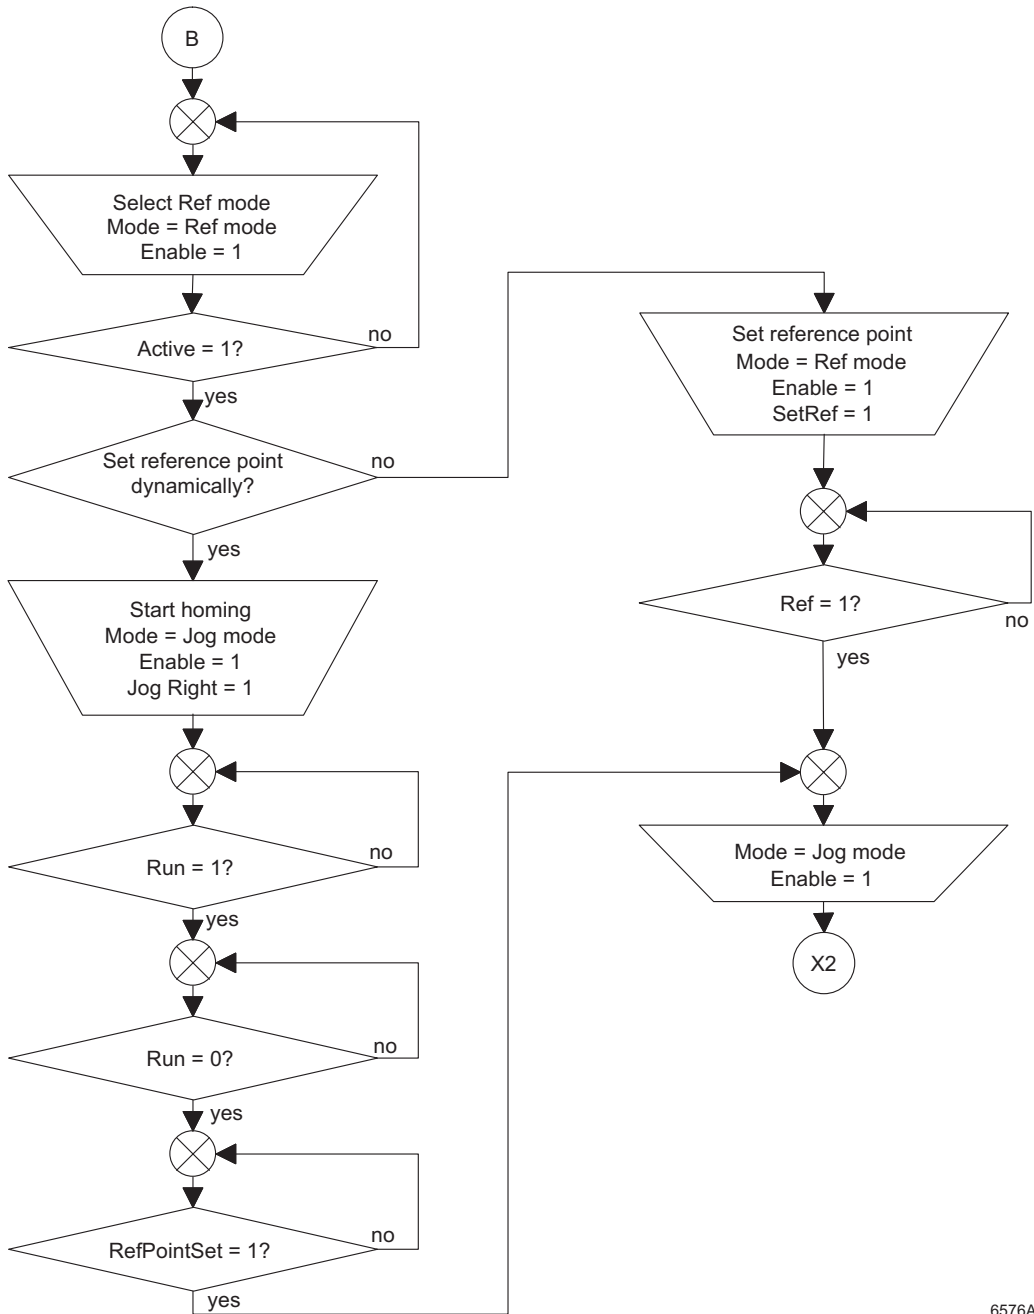 B
Select Ref mode
Mode = Ref mode
Enable = 1
Active = 1?
no
yes
Set reference point
dynamically?
no
yes
Start homing
Mode = Jog mode
Enable = 1
Jog Right = 1
Run = 1?
no
yes
Run = 0?
no
yes
RefPointSet = 1?
no
yes
Set reference point
Mode = Ref mode
Enable = 1
SetRef = 1
Ref = 1?
no
yes
Mode = Jog mode
Enable = 1
X2
6576A